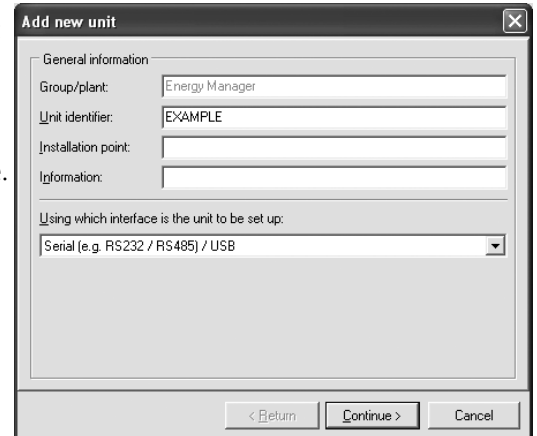 Add new unit
General information
Group/plant: Energy Manager
Unit identifier: EXAMPLE
Installation point:
Information:
Using which interface is the unit to be set up:
Serial (e.g. RS232 / RS485) / USB
< Return Continue > Cancel